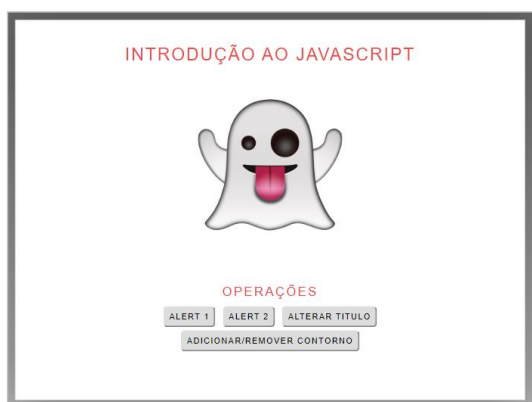 INTRODUÇÃO AO JAVASCRIPT
OPERAÇÕES
ALERT 1 ALERT 2 ALTERAR TITULO
ADICIONAR/REMOVER CONTORNO